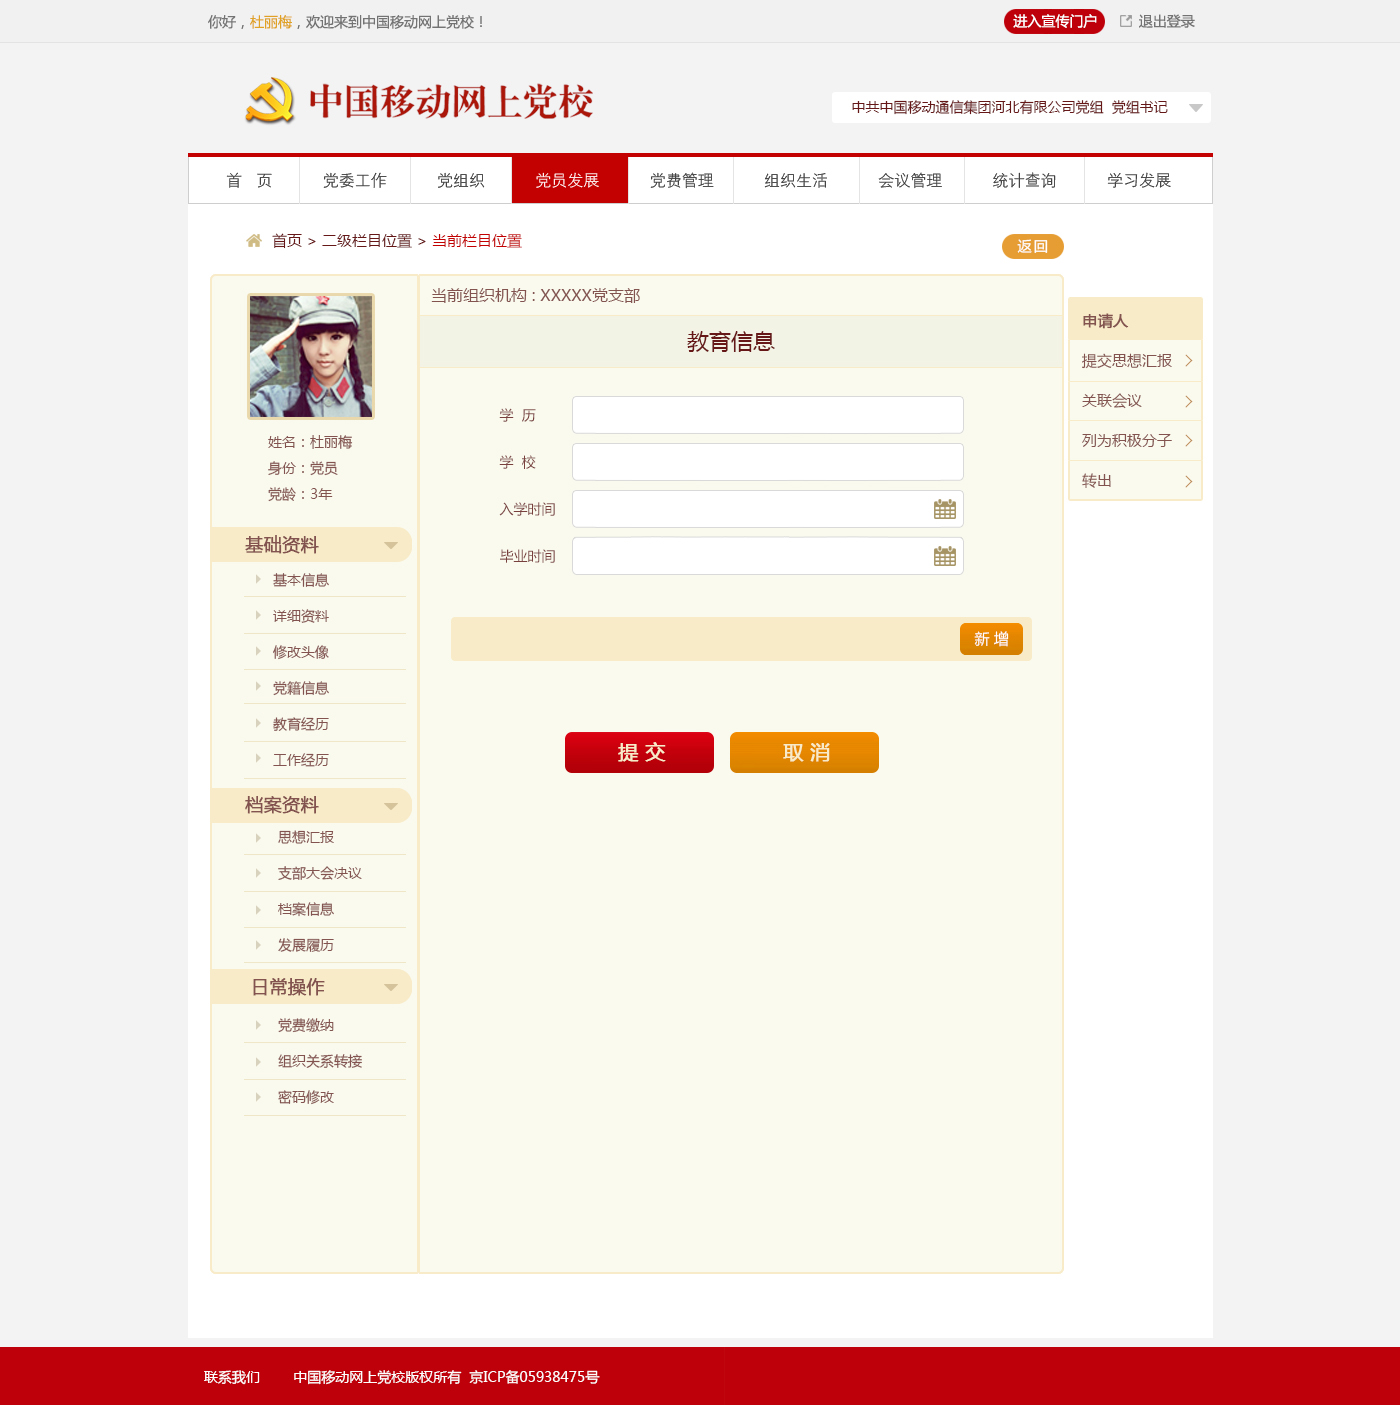 你好，杜丽梅，欢迎来到中国移动网上党校！
进入宣传门户 退出登录
中国移动网上党校
中共中国移动通信集团河北有限公司党组 党组书记
首 页 党委工作 党组织 党员发展 党费管理 组织生活 会议管理 统计查询 学习发展
首页 > 二级栏目位置 > 当前栏目位置
返回
姓名：杜丽梅
身份：党员
党龄：3年
基础资料
基本信息
详细资料
修改头像
党籍信息
教育经历
工作经历
档案资料
思想汇报
支部大会决议
档案信息
发展履历
日常操作
党费缴纳
组织关系转接
密码修改
当前组织机构：XXXXX党支部
教育信息
学 历
学 校
入学时间
毕业时间
新 增
提 交 取 消
申请人
提交思想汇报
关联会议
列为积极分子
转出
联系我们 中国移动网上党校版权所有 京ICP备05938475号